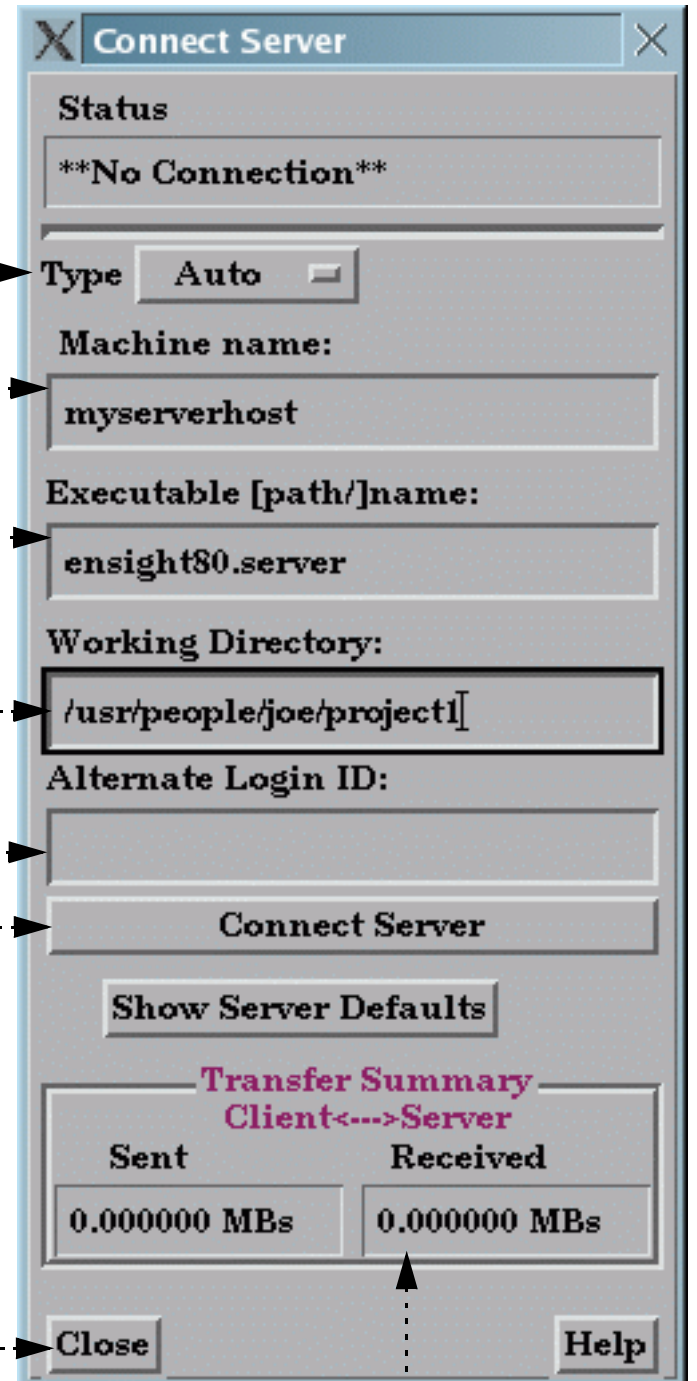 Connect Server
Status
**No Connection**
Type Auto
Machine name:
myserverhost
Executable [path/]name:
ensight80.server
Working Directory:
/usr/people/joe/project1
Alternate Login ID:
Connect Server
Show Server Defaults
Transfer Summary
Client<--->Server
Sent Received
0.000000 MBs 0.000000 MBs
Close Help